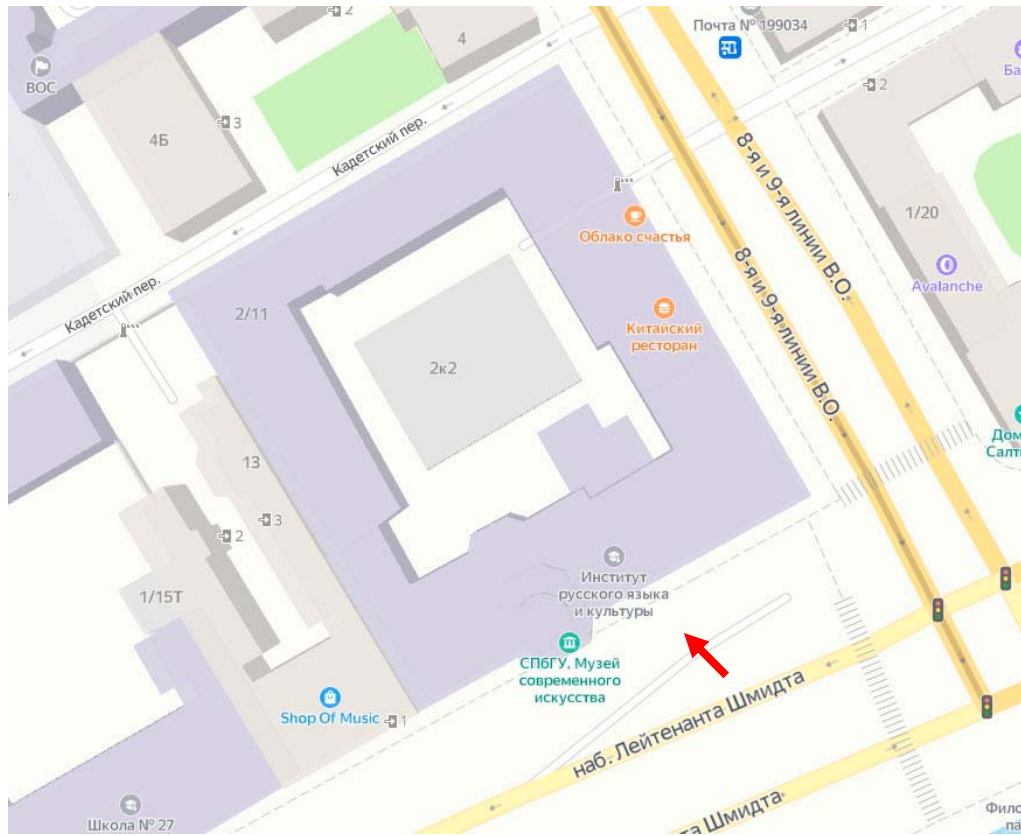 2
Почта № 199034
1
4
ВОС
Ба
2
3
4Б
Кадетский пер.
8-я и 9-я линии В.О.
1/20
Облако счастья
Avalanche
Кадетский пер.
2/11
8-я и 9-я линии В.О.
Китайский
ресторан
2к2
Дом
Салт
13
3
2
Институт
русского языка
и культуры
1/15Т
СПбГУ, Музей
современного
искусства
Shop Of Music
1
наб. Лейтенанта Шмидта
Школа № 27
та Шмидта
Фило
па